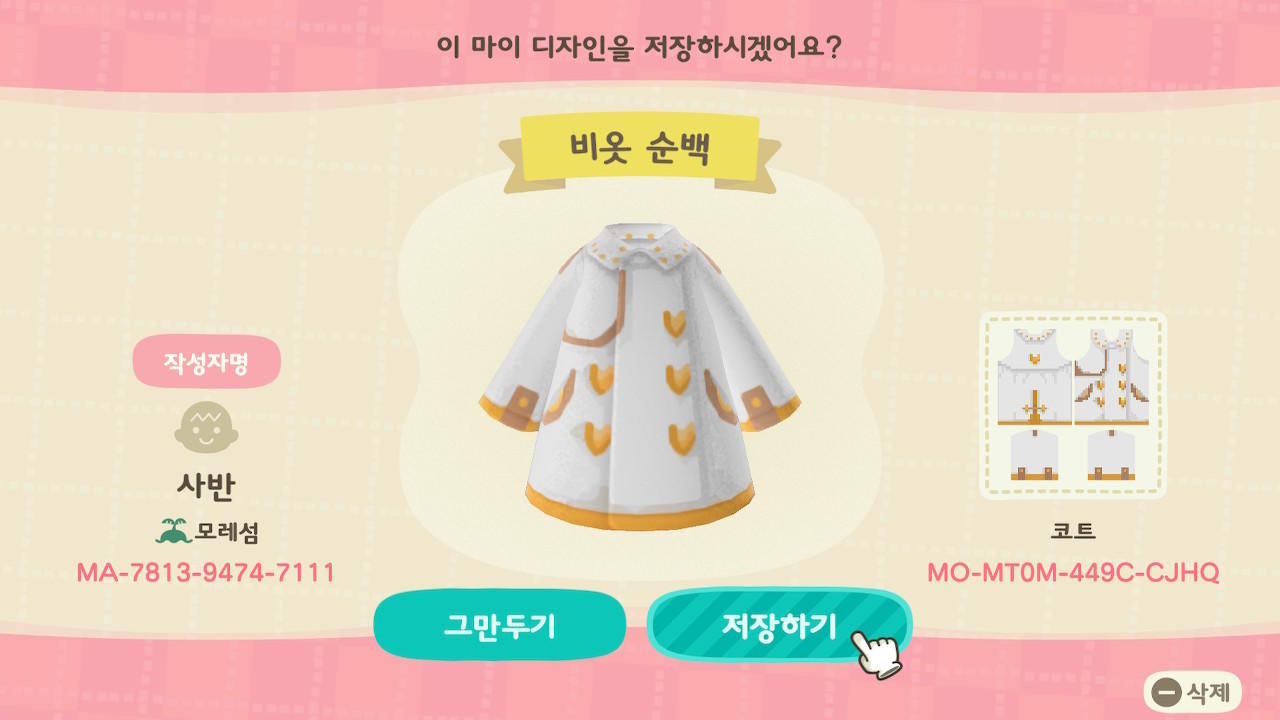 이 마이 디자인을 저장하시겠어요?
비옷 순백
작성자명
사반
모레섬
MA-7813-9474-7111
코트
MO-MT0M-449C-CJHQ
그만두기
저장하기
삭제